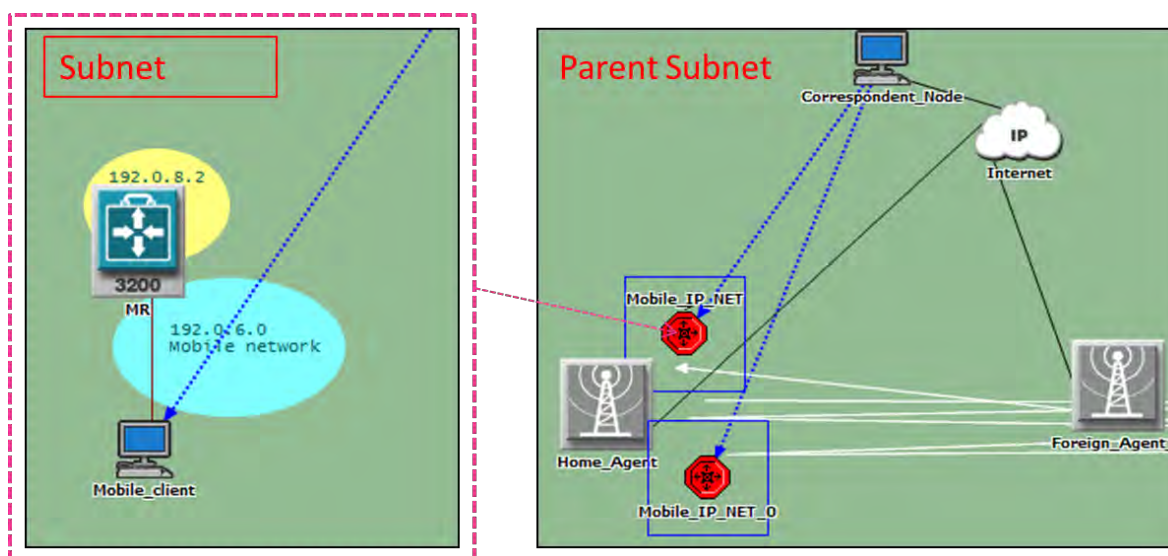 Subnet
192.0.8.2
3200
MR
192.0.6.0
Mobile network
Mobile_client
Parent Subnet
Correspondent_Node
IP
Internet
Mobile_IP_NET
Home_Agent
Foreign_Agent
Mobile_IP_NET_0